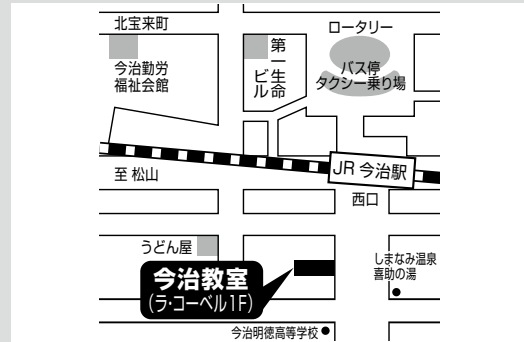 北宝来町
ロータリー
第一生命
ビル
今治勤労
福祉会館
バス停
タクシー乗り場
至 松山
JR 今治駅
西口
うどん屋
今治教室
(ラ・コーベル1F)
しまなみ温泉
喜助の湯
今治明徳高等学校